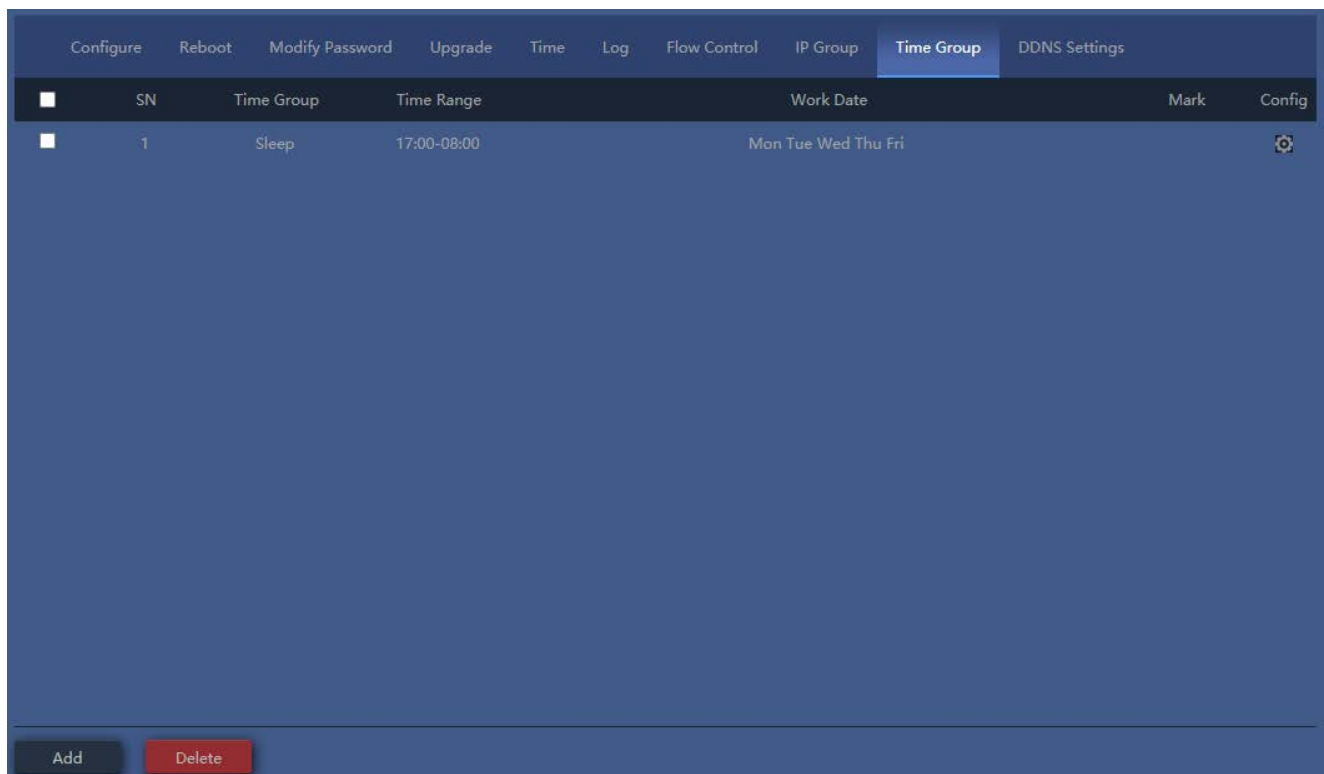 Configure Reboot Modify Password Upgrade Time Log Flow Control IP Group Time Group DDNS Settings
SN Time Group Time Range Work Date Mark Config
1 Sleep 17:00-08:00 Mon Tue Wed Thu Fri
Add Delete